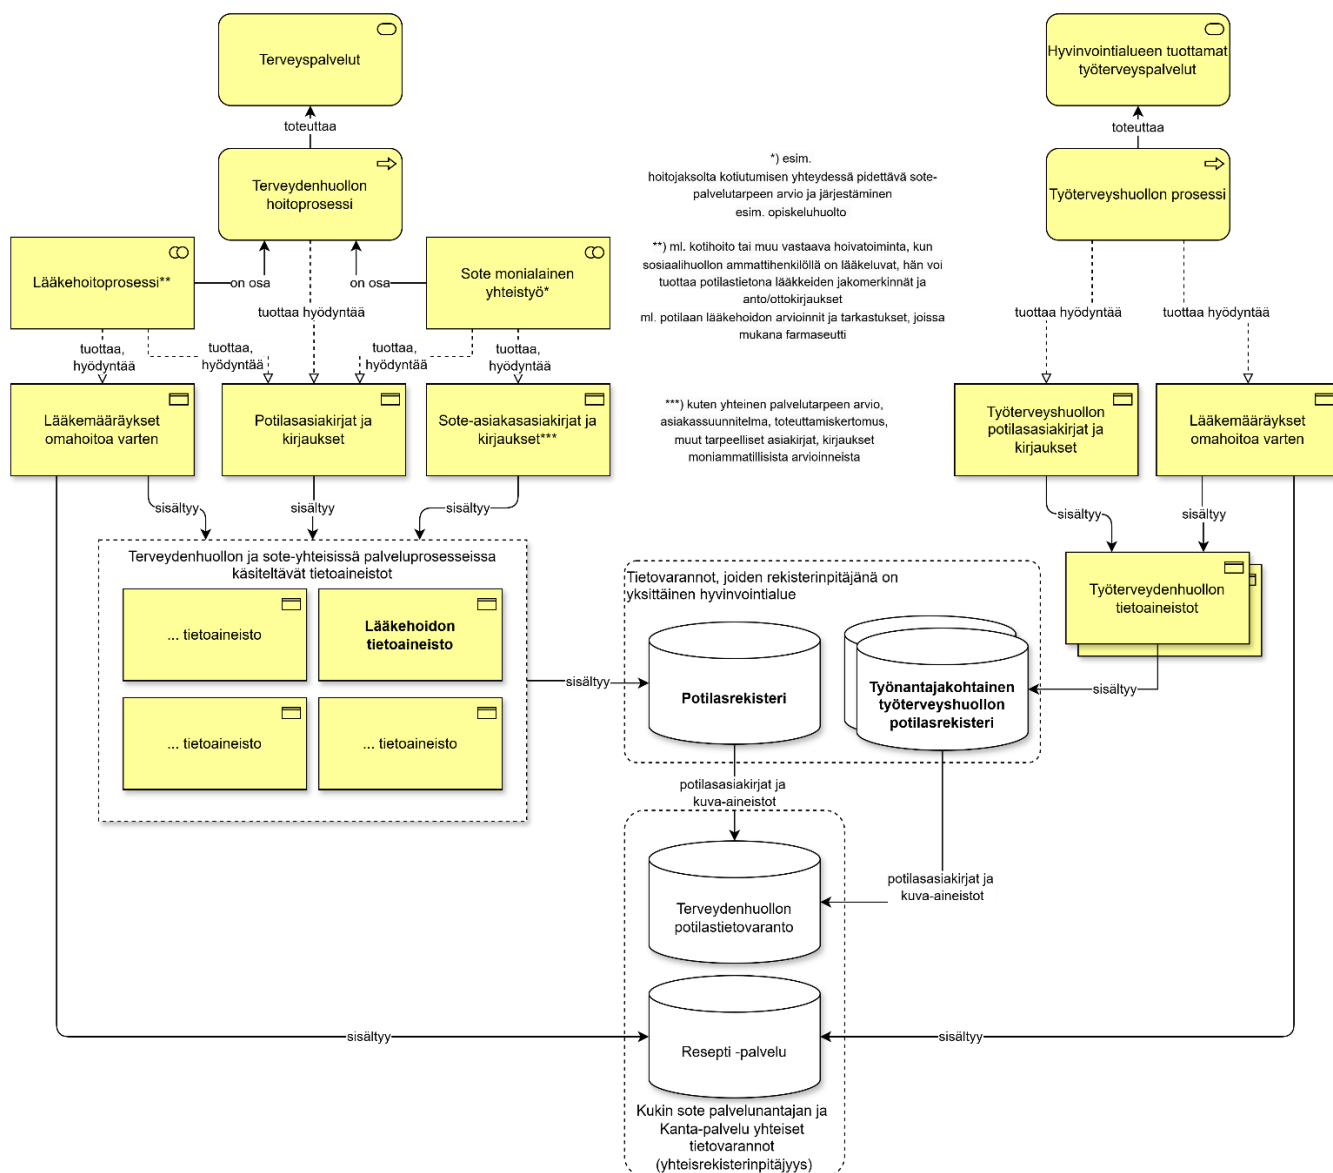 Terveyspalvelut
Hyvinvointialueen tuottamat
työterveyspalvelut
toteuttaa
toteuttaa
Terveydenhuollon
hoitoprosessi
*) esim.
hoitojaksolta kotiutumisen yhteydessä pidettävä sote-
palvelutarpeen arvio ja järjestäminen
esim. opiskeluhuolto
Työterveyshuollon prosessi
Lääkehoitoprosessi**
on osa
on osa
Sote monialainen
yhteistyö*
**) ml. kotihoito tai muu vastaava hoivatoiminta, kun
sosiaalihuollon ammattihenkilöllä on lääkeluvat, hän voi
tuottaa potilastietona lääkkeiden jakomerkinnät ja
anto/ottokirjaukset
ml. potilaan lääkehoidon arvioinnit ja tarkastukset, joissa
mukana farmaseutti
tuottaa hyödyntää
tuottaa hyödyntää
tuottaa hyödyntää
tuottaa,
hyödyntää
tuottaa,
hyödyntää
tuottaa,
hyödyntää
tuottaa,
hyödyntää
Lääkemääräykset
omahoitoa varten
Potilasasiakirjat ja
kirjaukset
Sote-asiakasasiakirjat ja
kirjaukset***
***) kuten yhteinen palvelutarpeen arvio,
asiakassuunnitelma, toteuttamiskertomus,
muut tarpeelliset asiakirjat, kirjaukset
moniammatillisista arvioinneista
Työterveyshuollon
potilasasiakirjat ja
kirjaukset
Lääkemääräykset
omahoitoa varten
sisältyy
sisältyy
sisältyy
sisältyy
sisältyy
Terveydenhuollon ja sote-yhteisissä palveluprosesseissa
käsiteltävät tietoaineistot
... tietoaineisto
Lääkehoidon
tietoaineisto
... tietoaineisto
... tietoaineisto
sisältyy
Tietovarannot, joiden rekisterinpitäjänä on
yksittäinen hyvinvointialue
Potilasrekisteri
Työnantajakohtainen
työterveyshuollon
potilasrekisteri
sisältyy
Työterveydenhuollon
tietoaineistot
potilasasiakirjat ja
kuva-aineistot
potilasasiakirjat ja
kuva-aineistot
Terveydenhuollon
potilastietovaranto
sisältyy
Resepti -palvelu
sisältyy
Kukin sote palvelunantajan ja
Kanta-palvelu yhteiset
tietovarannot
(yhteisrekisterinpitäjyys)